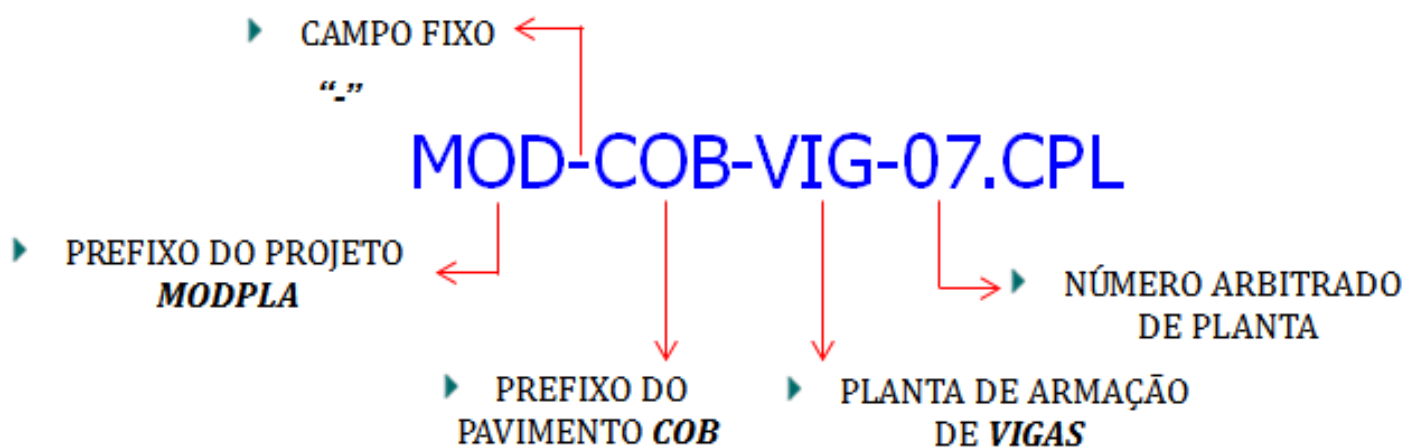 CAMPO FIXO
“-”
MOD-COB-VIG-07.CPL
PREFIXO DO PROJETO
MODPLA
NÚMERO ARBITRADO
DE PLANTA
PREFIXO DO
PAVIMENTO COB
PLANTA DE ARMAÇÃO
DE VIGAS